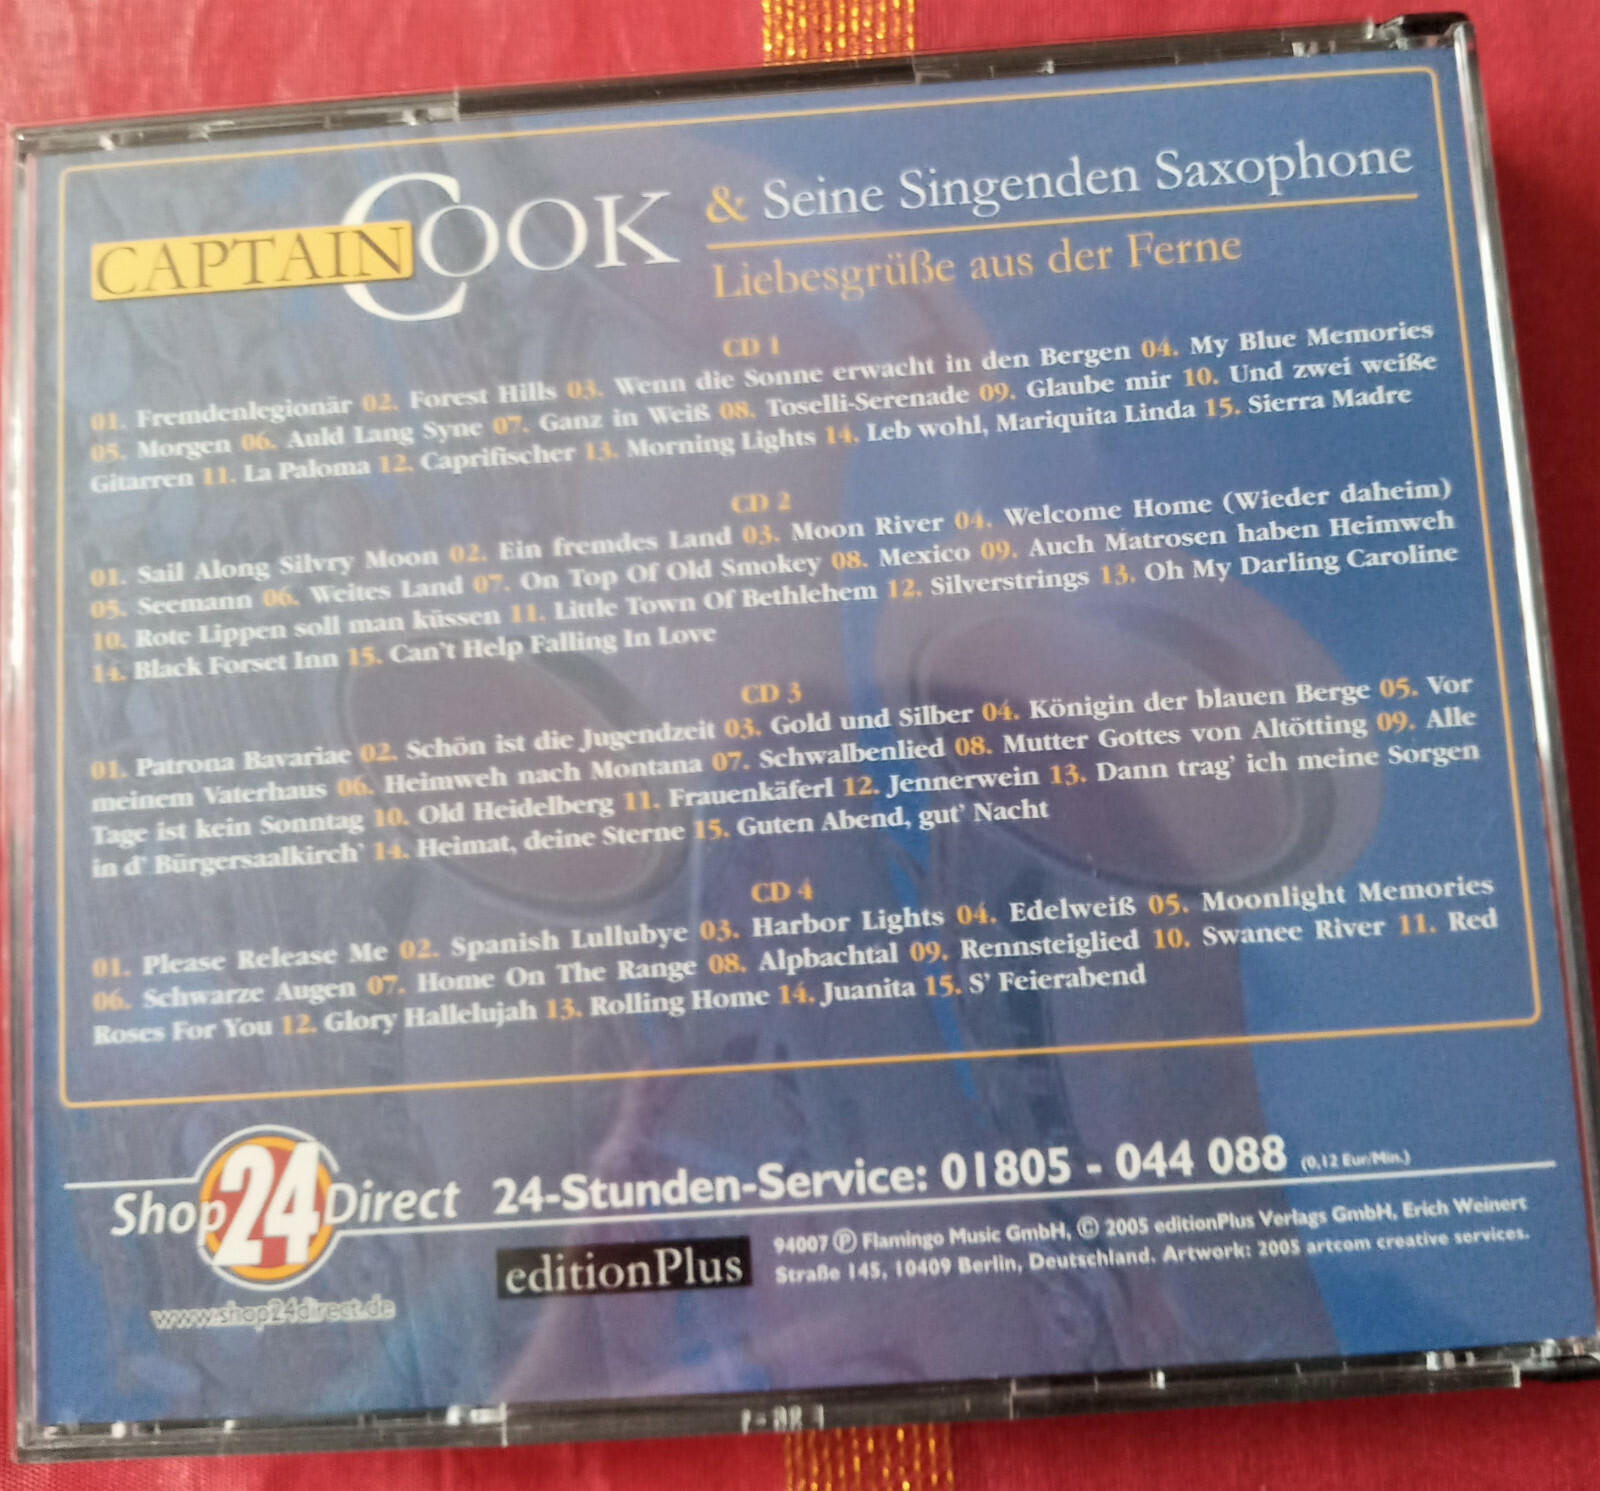 CAPTAIN COOK & Seine Singenden Saxophone
Liebesgrüße aus der Ferne
CD 1
01. Fremdenlegionär 02. Forest Hills 03. Wenn die Sonne erwacht in den Bergen 04. My Blue Memories
05. Morgen 06. Auld Lang Syne 07. Ganz in Weiß 08. Toselli-Serenade 09. Glaube mir 10. Und zwei weiße
Gitarren 11. La Paloma 12. Caprifischer 13. Morning Lights 14. Leb wohl, Mariquita Linda 15. Sierra Madre
CD 2
01. Sail Along Silvry Moon 02. Ein fremdes Land 03. Moon River 04. Welcome Home (Wieder daheim)
05. Seemann 06. Weites Land 07. On Top Of Old Smokey 08. Mexico 09. Auch Matrosen haben Heimweh
10. Rote Lippen soll man küssen 11. Little Town Of Bethlehem 12. Silverstrings 13. Oh My Darling Caroline
14. Black Forset Inn 15. Can't Help Falling In Love
CD 3
01. Patrona Bavariae 02. Schön ist die Jugendzeit 03. Gold und Silber 04. Königin der blauen Berge 05. Vor
meinem Vaterhaus 06. Heimweh nach Montana 07. Schwalbenlied 08. Mutter Gottes von Altötting 09. Alle
Tage ist kein Sonntag 10. Old Heidelberg 11. Frauenkäferl 12. Jennerwein 13. Dann trag' ich meine Sorgen
in d' Bürgersaalkirch' 14. Heimat, deine Sterne 15. Guten Abend, gut' Nacht
CD 4
01. Please Release Me 02. Spanish Lullubye 03. Harbor Lights 04. Edelweiß 05. Moonlight Memories
06. Schwarze Augen 07. Home On The Range 08. Alpbachtal 09. Rennsteiglied 10. Swanee River 11. Red
Roses For You 12. Glory Hallelujah 13. Rolling Home 14. Juanita 15. S' Feierabend
Shop 24 Direct 24-Stunden-Service: 01805 - 044 088 (0,12 Eur/Min.)
www.shop24direct.de
editionPlus
94007 ℗ Flamingo Music GmbH, © 2005 editionPlus Verlags GmbH, Erich Weinert
Straße 145, 10409 Berlin, Deutschland. Artwork: 2005 artcom creative services.